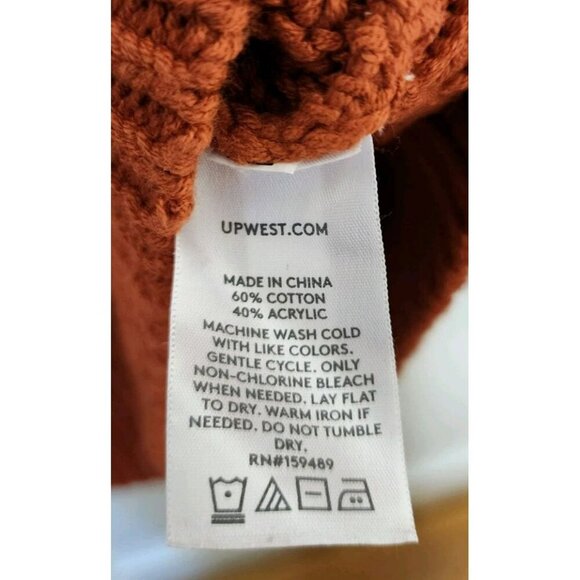 UPWEST.COM
MADE IN CHINA
60% COTTON
40% ACRYLIC
MACHINE WASH COLD
WITH LIKE COLORS.
GENTLE CYCLE. ONLY
NON-CHLORINE BLEACH
WHEN NEEDED. LAY FLAT
TO DRY. WARM IRON IF
NEEDED. DO NOT TUMBLE
DRY.
RN#159489